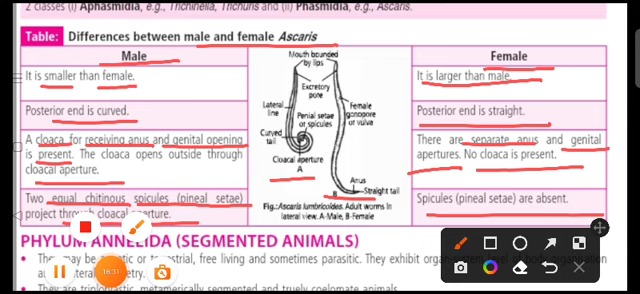 2 classes (i) Aphasmidia, e.g., Trichinella, Trichuris and (ii) Phasmidia, e.g., Ascaris.
Table: Differences between male and female Ascaris
Male
Female
It is smaller than female.
It is larger than male.
Posterior end is curved.
Posterior end is straight.
A cloaca for receiving anus and genital opening
is present. The cloaca opens outside through
cloacal aperture.
There are separate anus and genital
apertures. No cloaca is present.
Two equal chitinous spicules (pineal setae)
project through cloacal aperture.
Spicules (pineal setae) are absent.
Mouth bounded
by lips
Excretory
pore
Lateral
line
Penial setae
or spicules
Female
gonopore
or vulva
Curved
tail
Cloacal aperture
A
Anus
Straight tail
B
Fig.: Ascaris lumbricoides. Adult worms in
lateral view. A-Male, B-Female
PHYLUM ANNELIDA (SEGMENTED ANIMALS)
They may be free living and sometimes parasitic. They exhibit
They are triploblastic, metamerically segmented and truely coelomate animals.
18:31